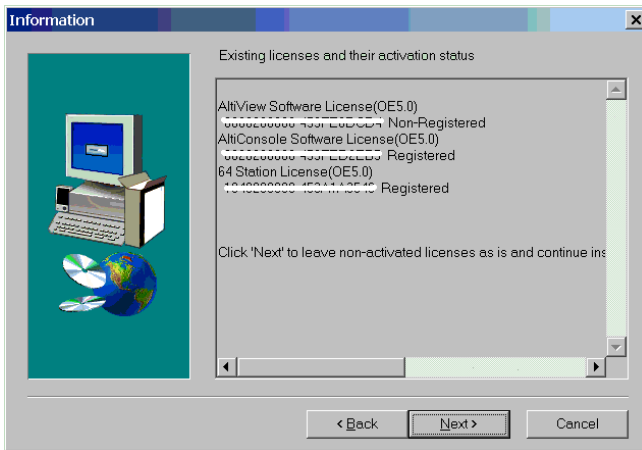 Information
Existing licenses and their activation status
AltiView Software License(OE5.0)
Non-Registered
AltiConsole Software License(OE5.0)
Registered
64 Station License(OE5.0)
Registered
Click 'Next' to leave non-activated licenses as is and continue ins
< Back
Next >
Cancel